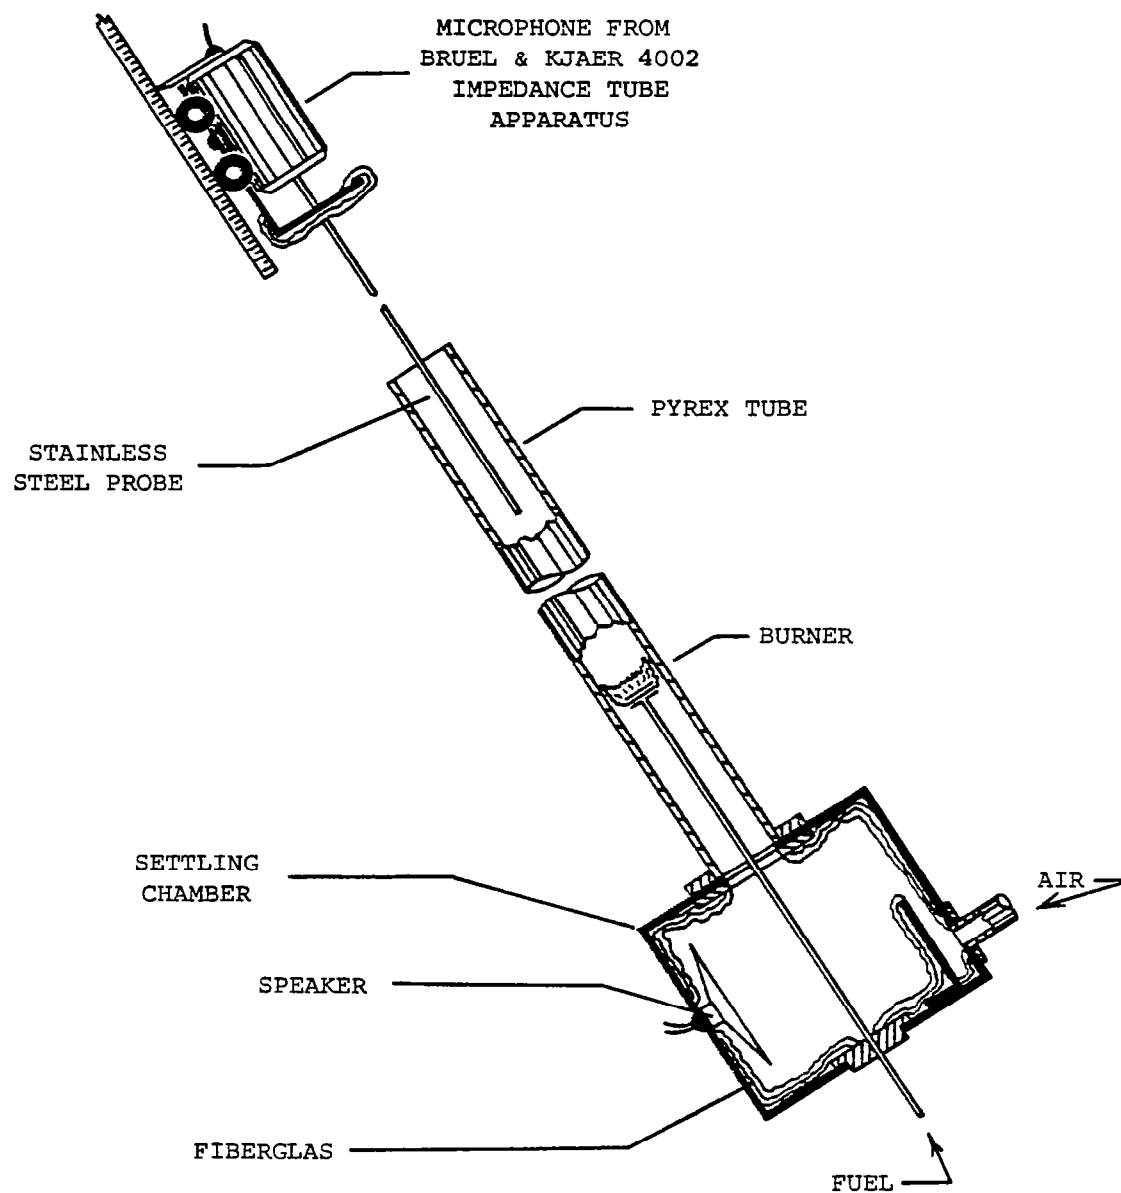 MICROPHONE FROM
BRUEL & KJAER 4002
IMPEDANCE TUBE
APPARATUS
PYREX TUBE
STAINLESS
STEEL PROBE
BURNER
SETTLING
CHAMBER
AIR
SPEAKER
FIBERGLAS
FUEL